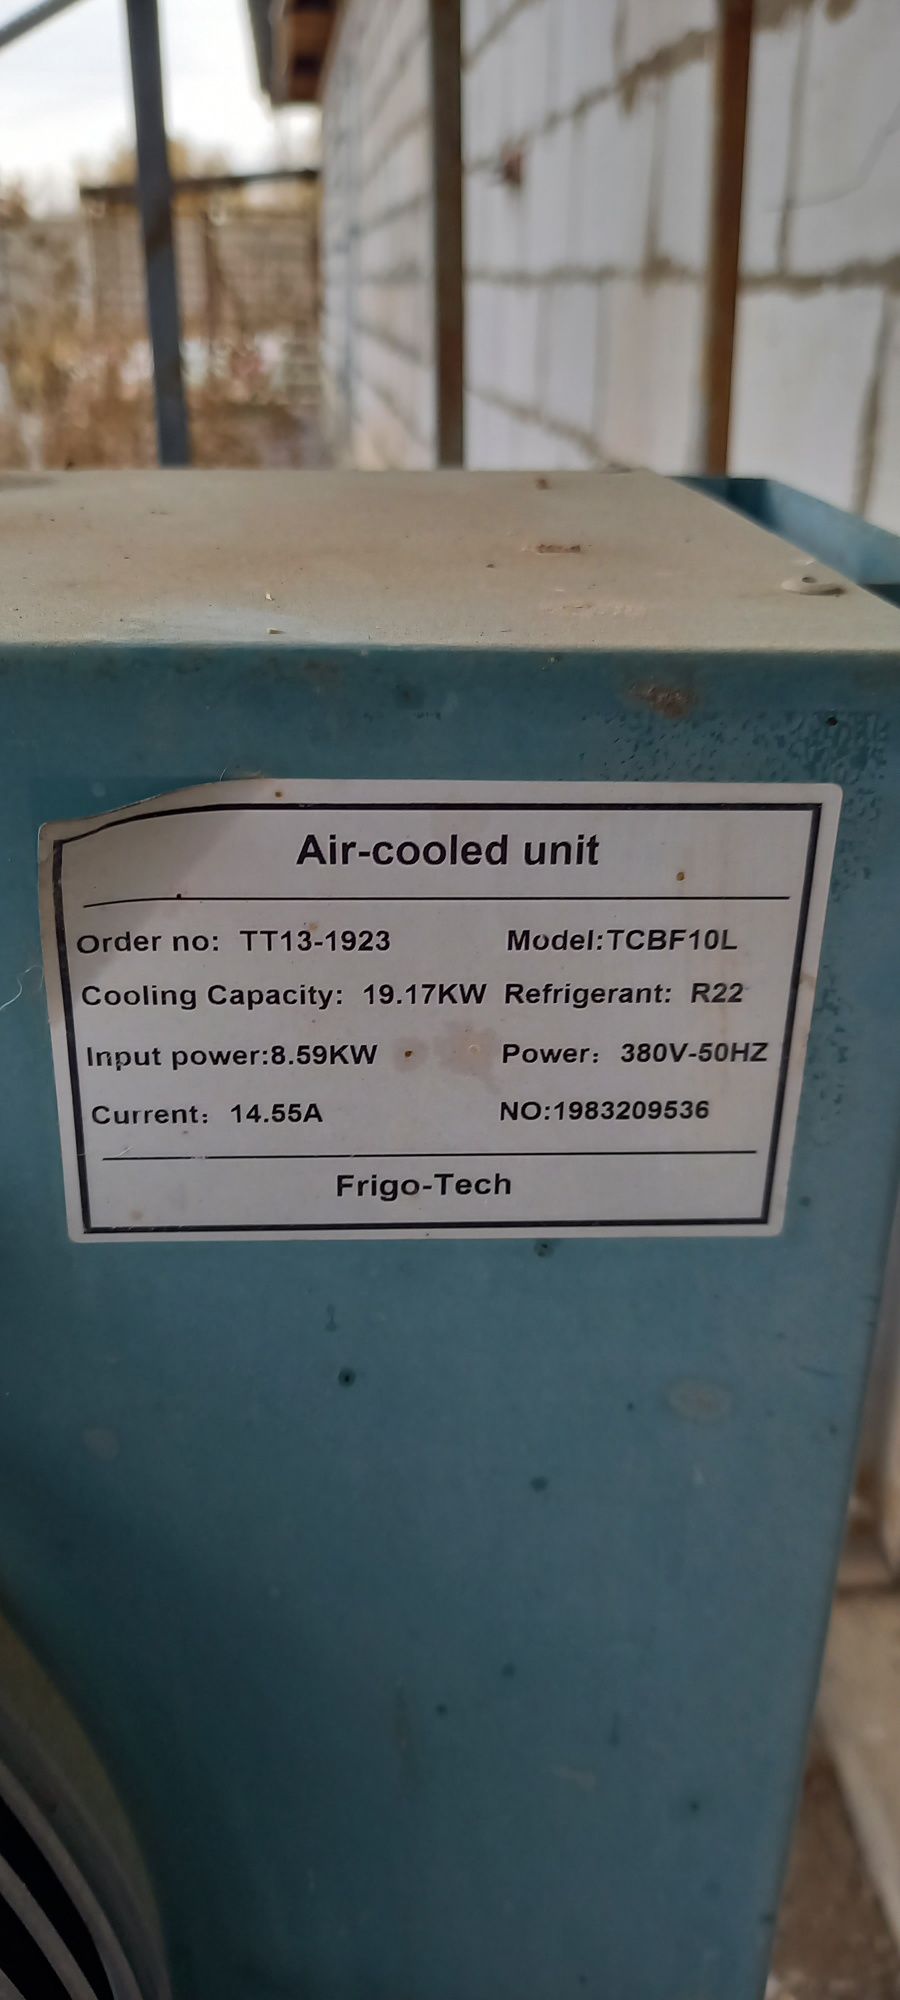 Air-cooled unit
Order no: TT13-1923 Model:TCBF10L
Cooling Capacity: 19.17KW Refrigerant: R22
Input power:8.59KW Power: 380V-50HZ
Current: 14.55A NO:1983209536
Frigo-Tech